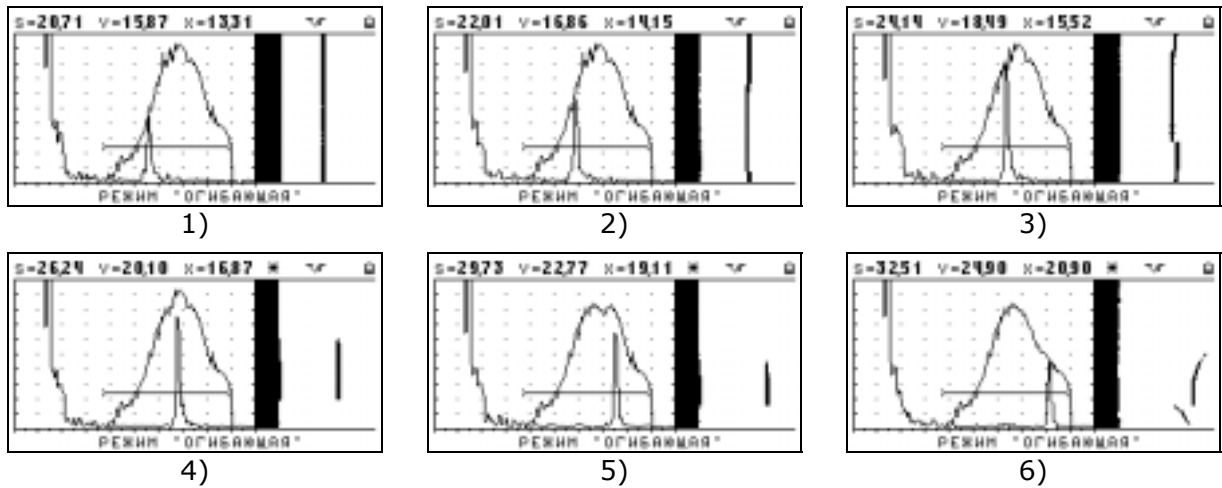 S=20,71 Y=15,87 X=13,31
РЕЖИМ "ОГИБАЮЩАЯ"
1)
S=22,01 Y=16,86 X=14,15
РЕЖИМ "ОГИБАЮЩАЯ"
2)
S=24,14 Y=18,49 X=15,52
РЕЖИМ "ОГИБАЮЩАЯ"
3)
S=26,24 Y=20,10 X=16,87 ж
РЕЖИМ "ОГИБАЮЩАЯ"
4)
S=29,73 Y=22,77 X=19,11 ж
РЕЖИМ "ОГИБАЮЩАЯ"
5)
S=32,51 Y=24,90 X=20,90 ж
РЕЖИМ "ОГИБАЮЩАЯ"
6)